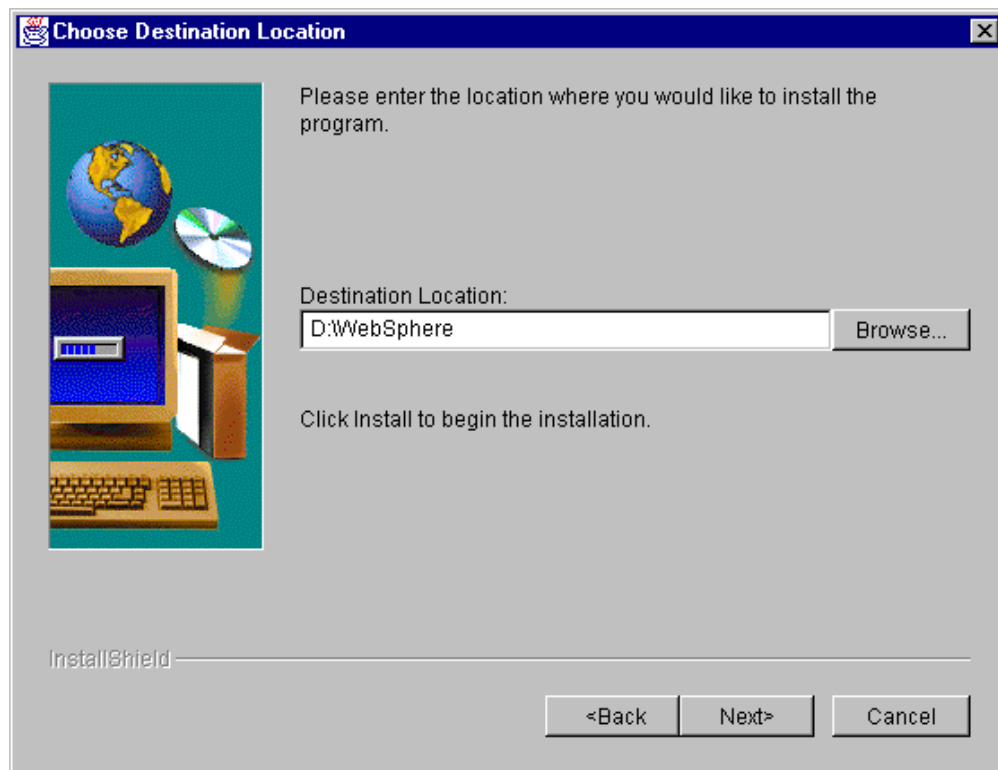 Choose Destination Location
Please enter the location where you would like to install the
program.
Destination Location:
D:\WebSphere
Browse...
Click Install to begin the installation.
InstallShield
<Back
Next>
Cancel